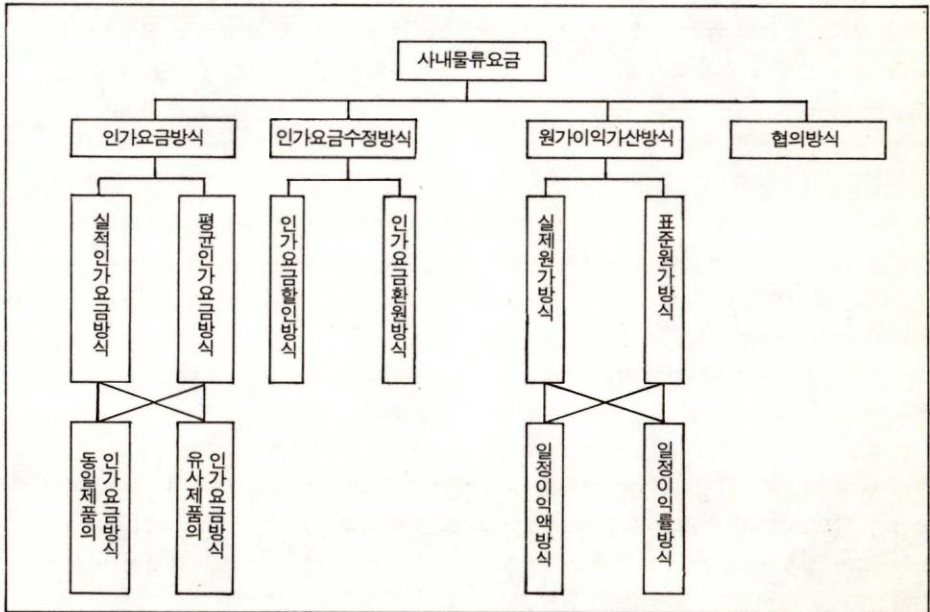 사내물류요금
인가요금방식
인가요금수정방식
원가이익가산방식
협의방식
실적인가요금방식
평균인가요금방식
인가요금할인방식
인가요금환원방식
실제원가방식
표준원가방식
동일제품의
인가요금방식
유사제품의
인가요금방식
일정이익액방식
일정이익률방식